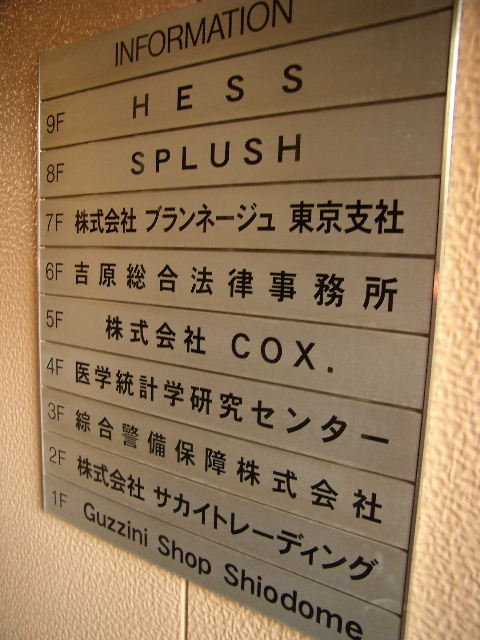 INFORMATION
9F HESS
8F SPLUSH
7F 株式会社 ブランネージュ 東京支社
6F 吉原総合法律事務所
5F 株式会社 COX.
4F 医学統計学研究センター
3F 綜合警備保障株式会社
2F 株式会社 サカイトレーディング
1F Guzzini Shop Shiodome